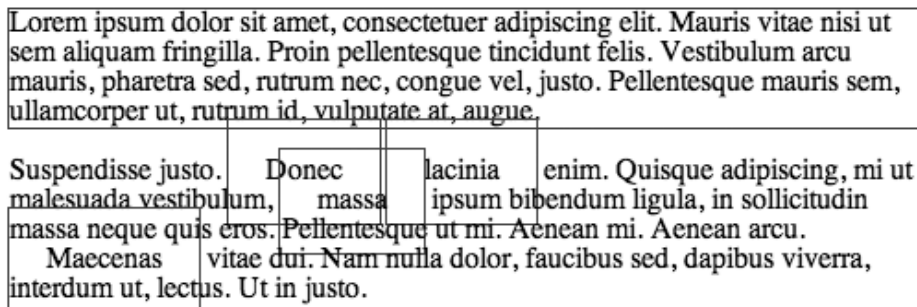 Lorem ipsum dolor sit amet, consectetuer adipiscing elit. Mauris vitae nisi ut
sem aliquam fringilla. Proin pellentesque tincidunt felis. Vestibulum arcu
mauris, pharetra sed, rutrum nec, congue vel, justo. Pellentesque mauris sem,
ullamcorper ut, rutrum id, vulputate at, augue.
Suspendisse justo. Donec lacinia enim. Quisque adipiscing, mi ut
malesuada vestibulum, massa ipsum bibendum ligula, in sollicitudin
massa neque quis eros. Pellentesque ut mi. Aenean mi. Aenean arcu.
Maecenas vitae dui. Nam nulla dolor, faucibus sed, dapibus viverra,
interdum ut, lectus. Ut in justo.